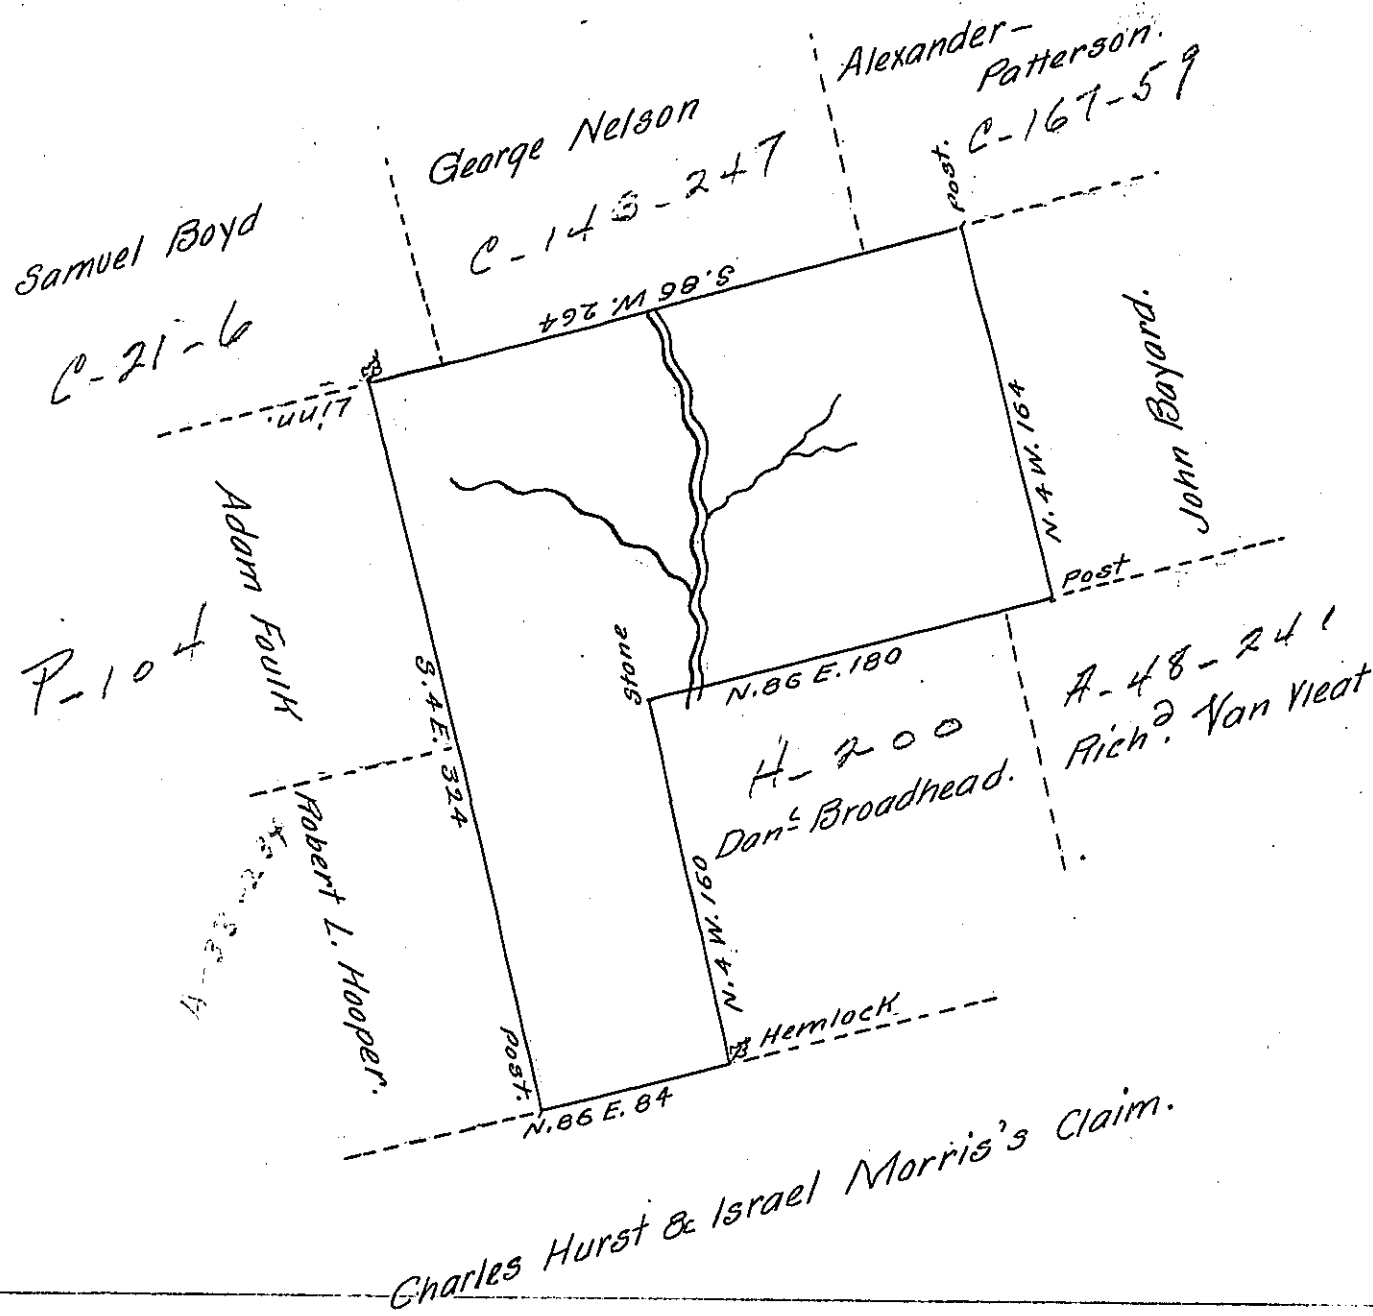 Alexander-
Patterson.
C-167-59
George Nelson
C-143-247
Samuel Boyd
C-21-6
Post.
S. 86 W. 264
Linn.
John Bayard.
N. 4 W. 164
Adam Foulk
P-104
Post
Stone
S. 4 E. 324
N. 86 E. 180
A-48-241
Rich.d Van Vleat
H-200
Dan.l Broadhead.
Robert L. Hooper.
N. 4 W. 160
Post.
Hemlock
N. 86 E. 84
Charles Hurst & Israel Morris's Claim.